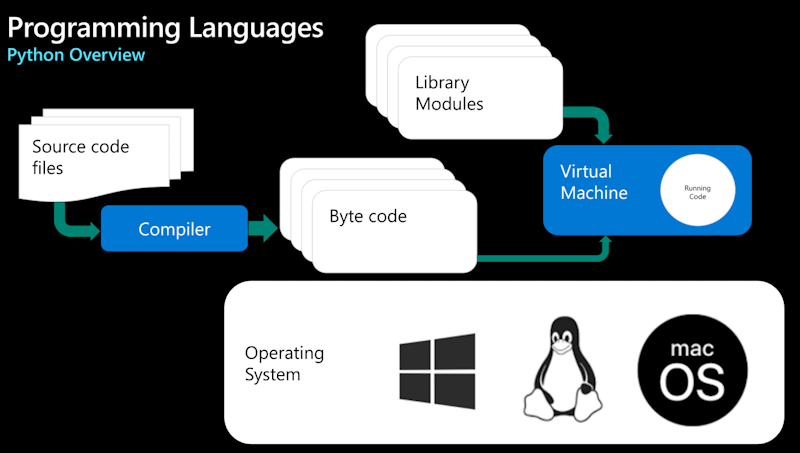 Programming Languages
Python Overview
Library
Modules
Source code
files
Virtual
Machine
Running
Code
Compiler
Byte code
Operating
System
mac
OS